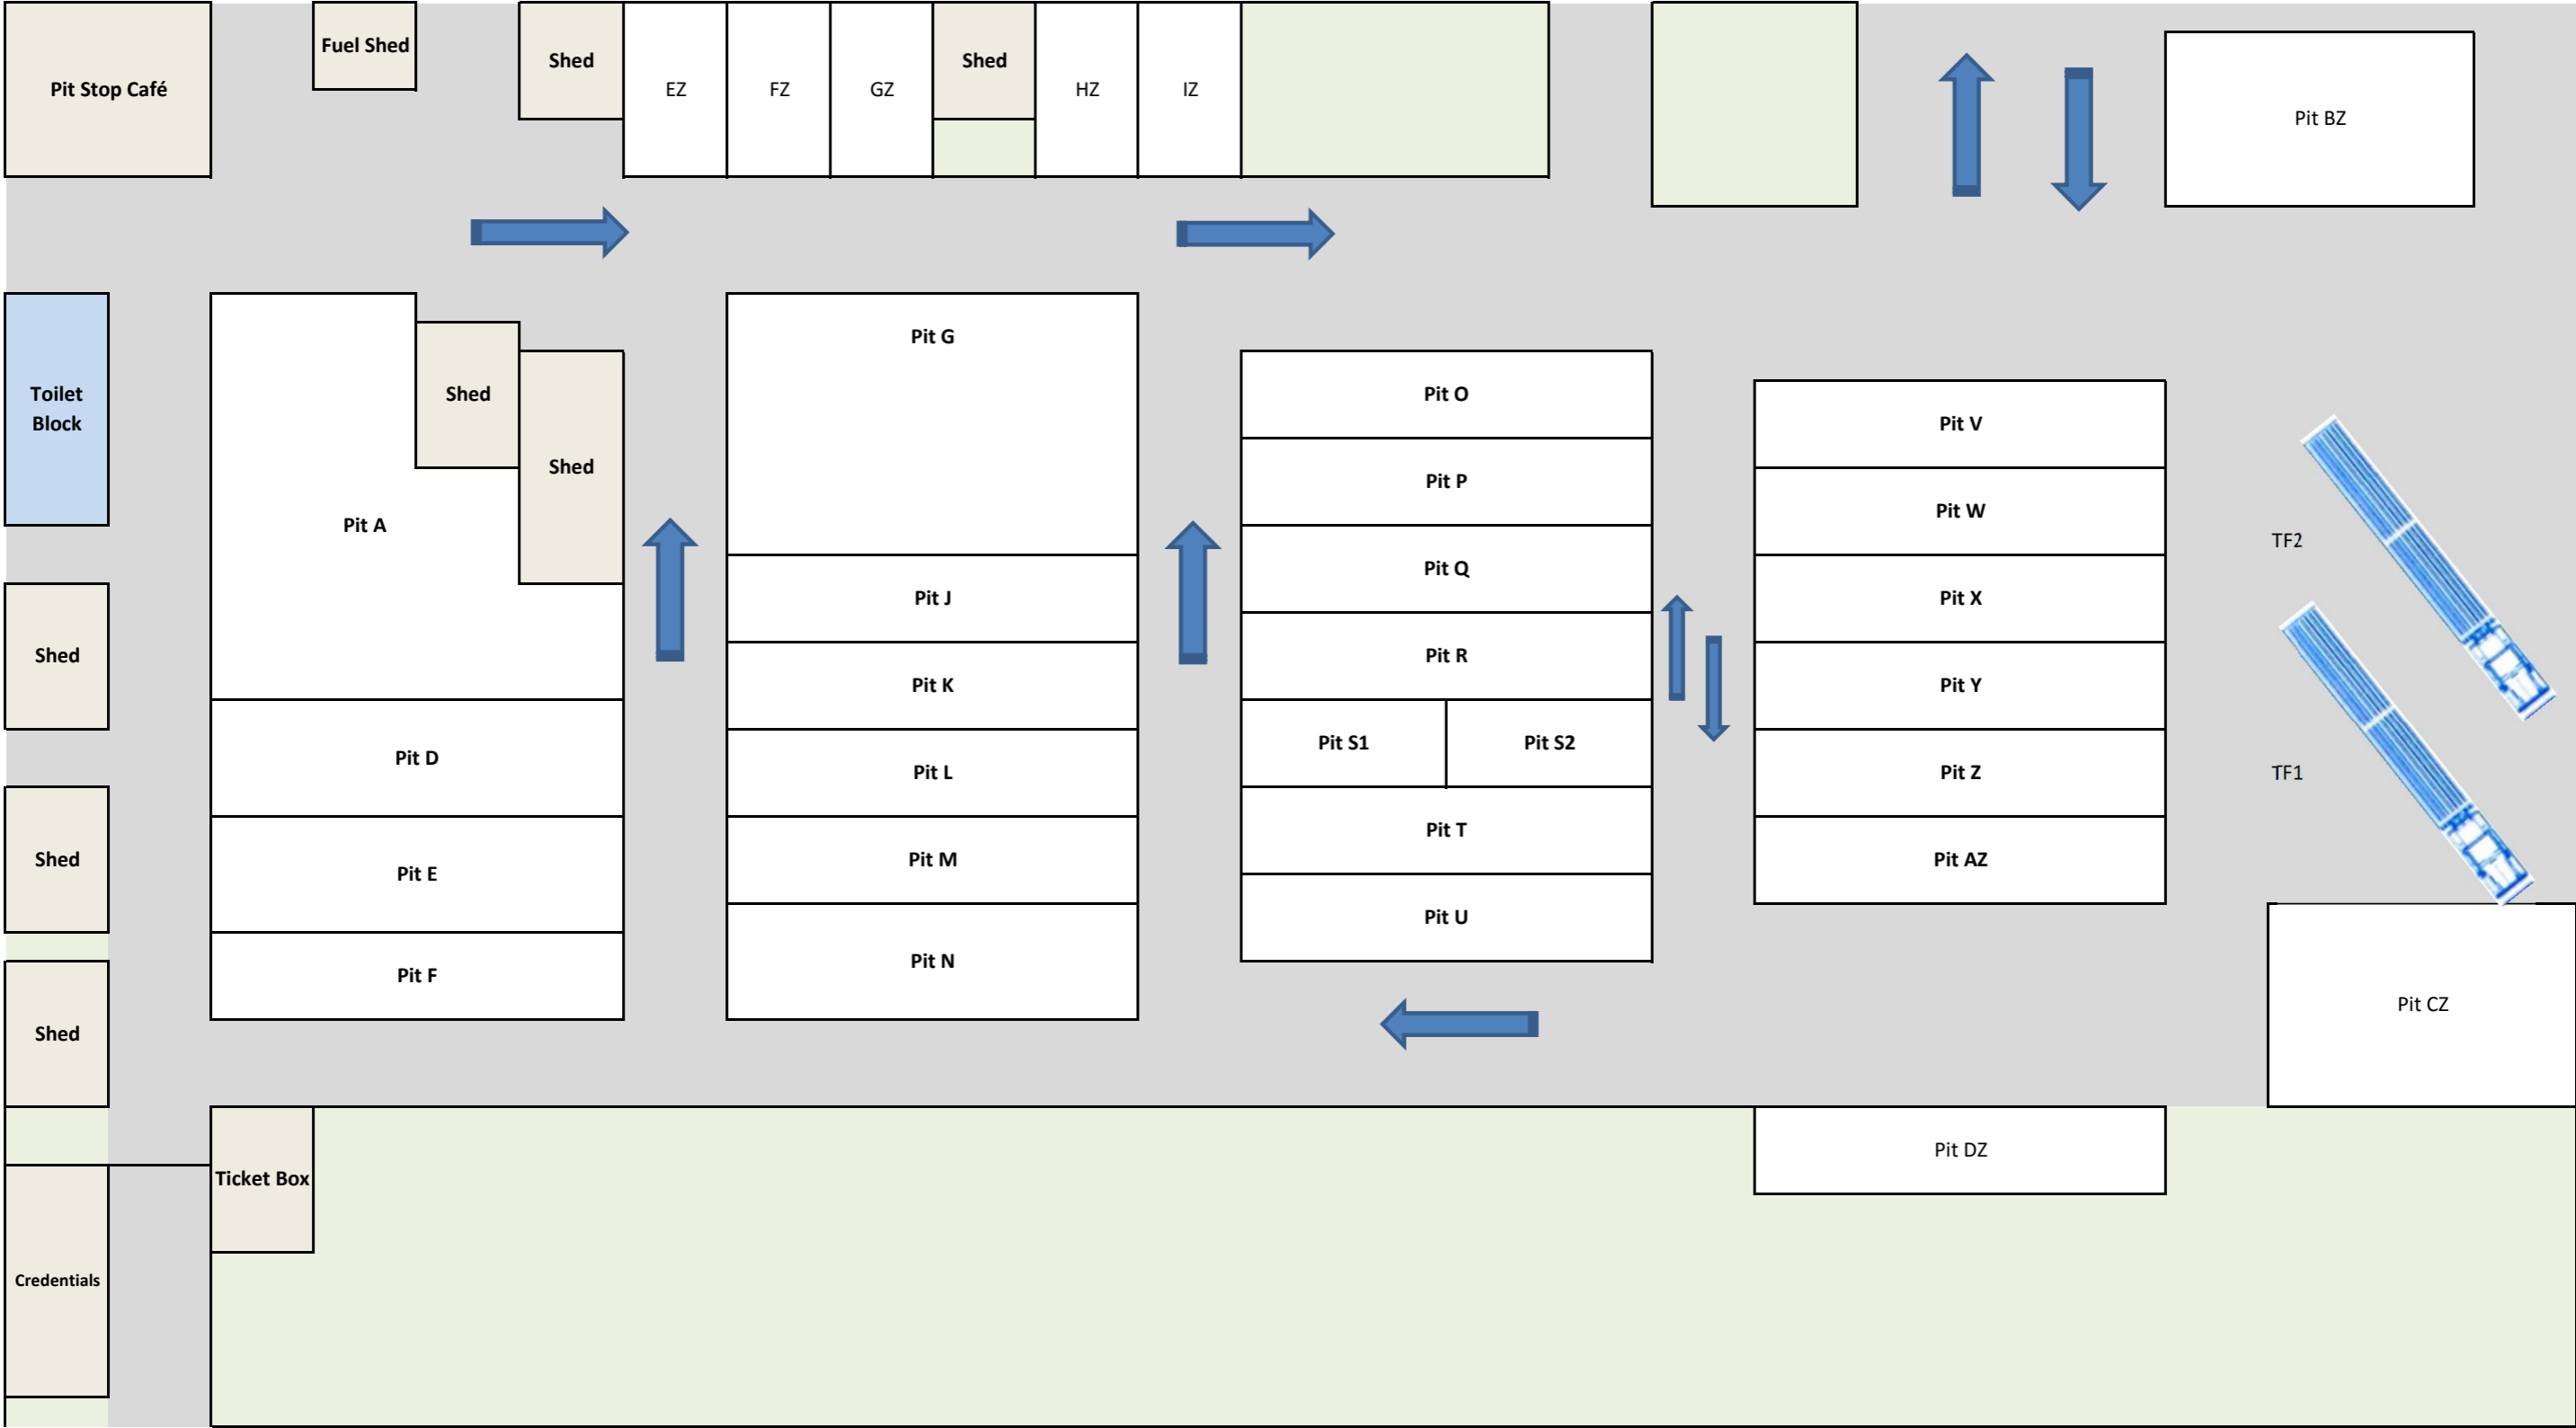 Pit Stop Café
Fuel Shed
Shed
EZ
FZ
GZ
Shed
HZ
IZ
Pit BZ
Toilet
Block
Pit A
Shed
Shed
Pit G
Pit O
Pit V
Pit P
Pit W
TF2
Pit Q
Pit X
Pit J
Shed
Pit R
Pit K
Pit Y
Pit D
Pit L
Pit S1
Pit S2
Pit Z
TF1
Shed
Pit E
Pit M
Pit T
Pit AZ
Pit U
Pit F
Pit N
Pit CZ
Shed
Ticket Box
Pit DZ
Credentials